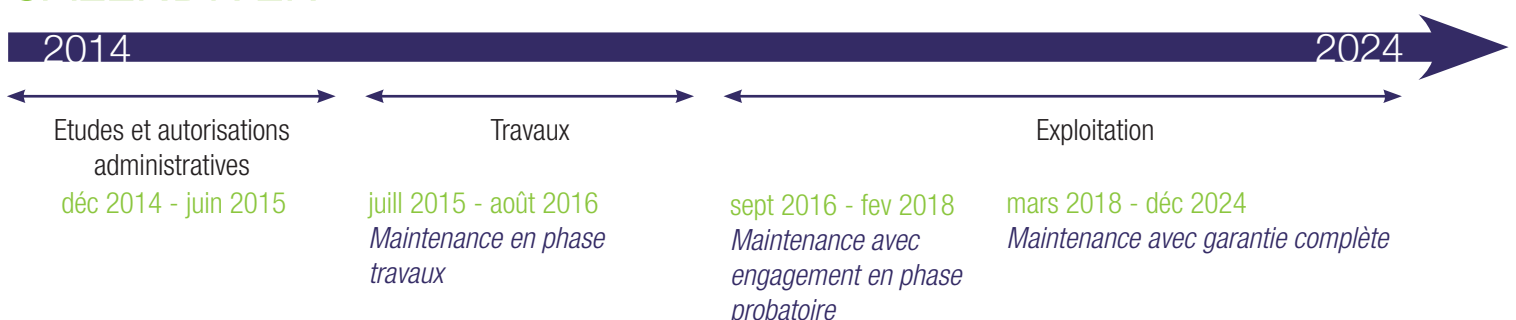 2014
2024
Etudes et autorisations
administratives
déc 2014 - juin 2015
Travaux
juill 2015 - août 2016
Maintenance en phase
travaux
Exploitation
sept 2016 - fev 2018
Maintenance avec
engagement en phase
probatoire
mars 2018 - déc 2024
Maintenance avec garantie complète